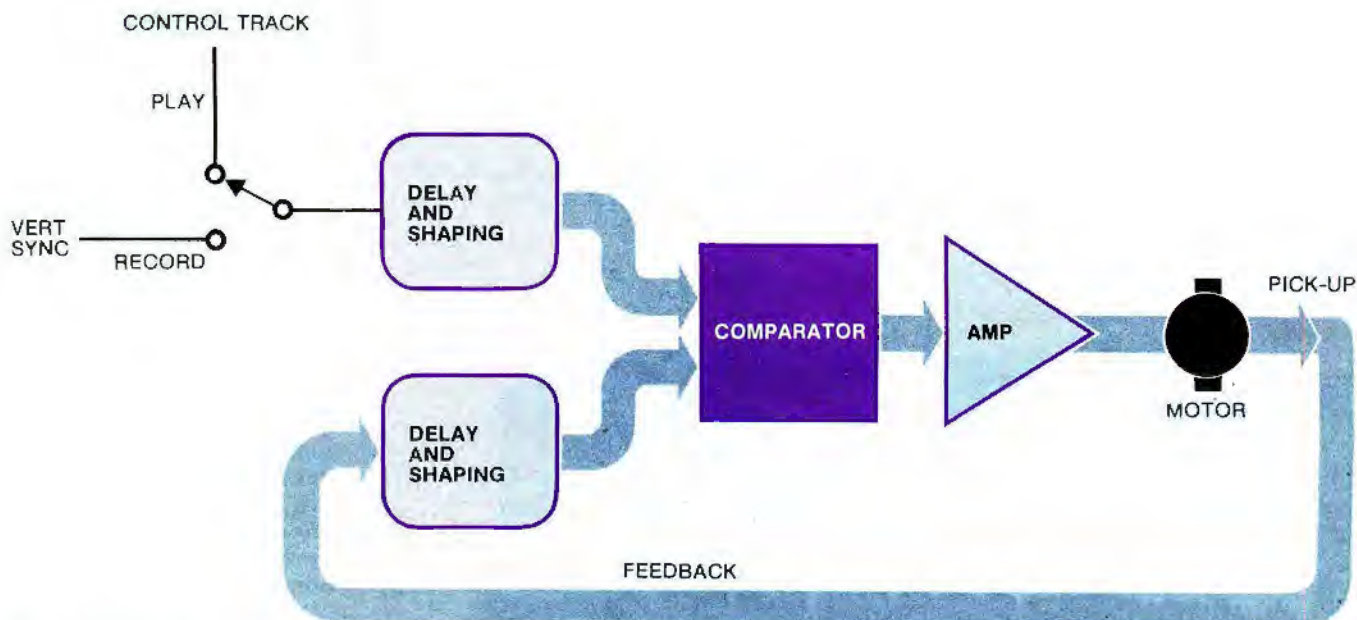 CONTROL TRACK
PLAY
VERT
SYNC
RECORD
DELAY
AND
SHAPING
COMPARATOR
AMP
PICK-UP
MOTOR
DELAY
AND
SHAPING
FEEDBACK